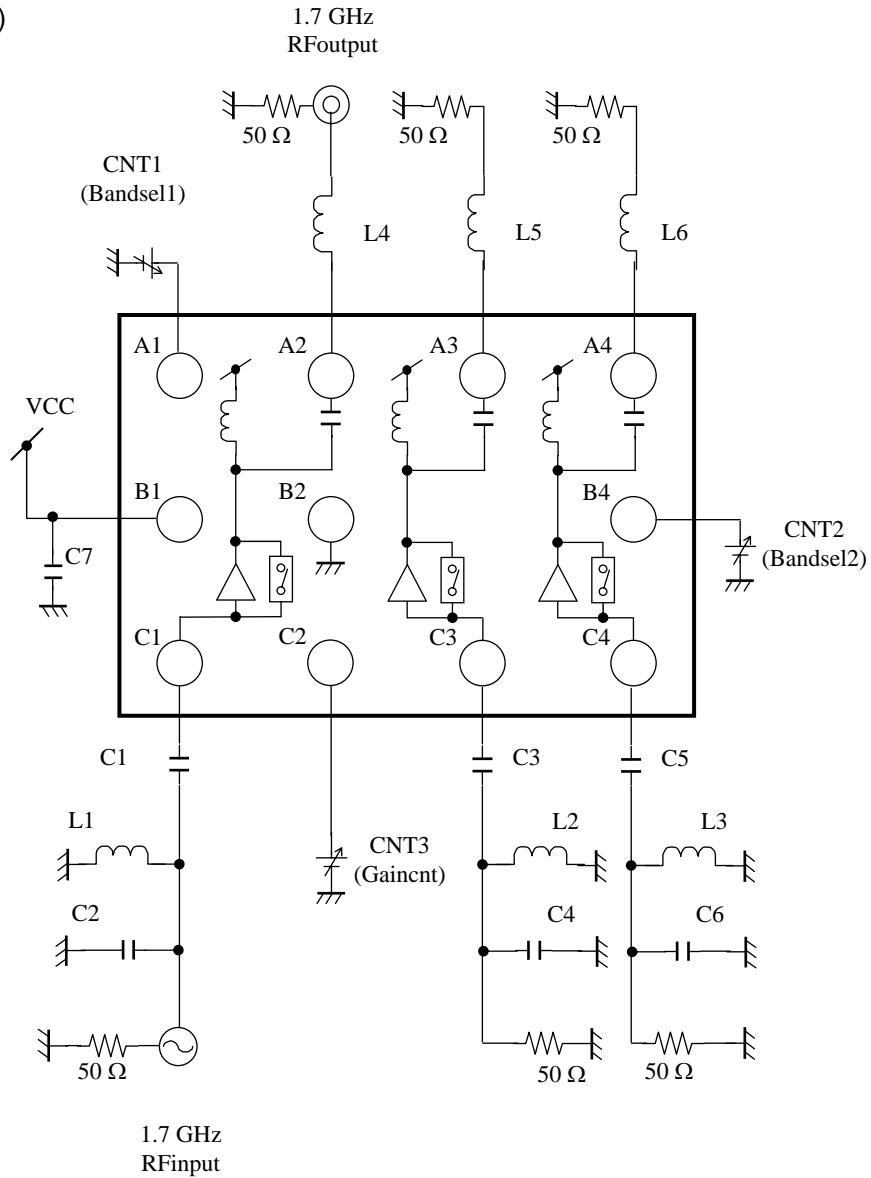 )
1.7 GHz
RFoutput
50 Ω
50 Ω
50 Ω
CNT1
(Bandsel1)
L4
L5
L6
A1
A2
A3
A4
VCC
B1
B2
B4
C7
CNT2
(Bandsel2)
C1
C2
C3
C4
C1
C3
C5
L1
L2
L3
CNT3
(Gaincnt)
C2
C4
C6
50 Ω
50 Ω
50 Ω
1.7 GHz
RFinput